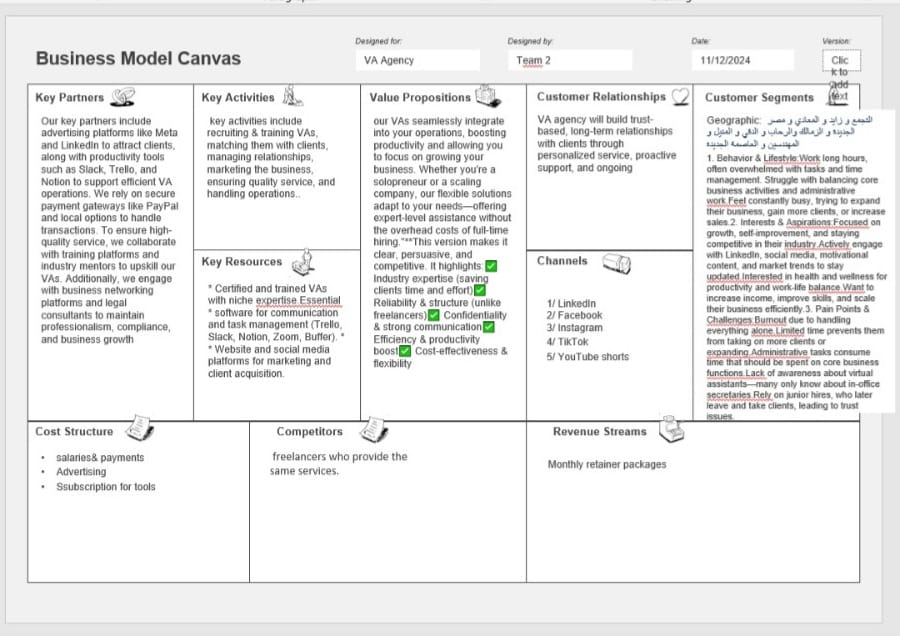 Designed for:
Designed by:
Date:
Version:
Business Model Canvas
VA Agency
Team 2
11/12/2024
Clic
k to
add
text
Key Partners
Our key partners include
advertising platforms like Meta
and LinkedIn to attract clients,
along with productivity tools
such as Slack, Trello, and
Notion to support efficient VA
operations. We rely on secure
payment gateways like PayPal
and local options to handle
transactions. To ensure high-
quality service, we collaborate
with training platforms and
industry mentors to upskill our
VAs. Additionally, we engage
with business networking
platforms and legal
consultants to maintain
professionalism, compliance,
and business growth
Key Activities
key activities include
recruiting & training VAs,
matching them with clients,
managing relationships,
marketing the business,
ensuring quality service, and
handling operations..
Key Resources
* Certified and trained VAs
with niche expertise.Essential
* software for communication
and task management (Trello,
Slack, Notion, Zoom, Buffer). *
* Website and social media
platforms for marketing and
client acquisition.
Value Propositions
our VAs seamlessly integrate
into your operations, boosting
productivity and allowing you
to focus on growing your
business. Whether you're a
solopreneur or a scaling
company, our flexible solutions
adapt to your needs—offering
expert-level assistance without
the overhead costs of full-time
hiring."**This version makes it
clear, persuasive, and
competitive. It highlights ✅
Industry expertise (saving
clients time and effort)✅
Reliability & structure (unlike
freelancers)✅ Confidentiality
& strong communication✅
Efficiency & productivity
boost✅ Cost-effectiveness &
flexibility
Customer Relationships
VA agency will build trust-
based, long-term relationships
with clients through
personalized service, proactive
support, and ongoing
Channels
1/ LinkedIn
2/ Facebook
3/ Instagram
4/ TikTok
5/ YouTube shorts
Customer Segments
Geographic: التجمع و زايد و المعادي و مصر
الجديدة و الزمالك والرحاب و الدقي و المنيل و
المهندسين و العاصمه الجديده
1. Behavior & Lifestyle:Work long hours,
often overwhelmed with tasks and time
management. Struggle with balancing core
business activities and administrative
work.Feel constantly busy, trying to expand
their business, gain more clients, or increase
sales.2. Interests & Aspirations:Focused on
growth, self-improvement, and staying
competitive in their industry.Actively engage
with LinkedIn, social media, motivational
content, and market trends to stay
updated.Interested in health and wellness for
productivity and work-life balance.Want to
increase income, improve skills, and scale
their business efficiently.3. Pain Points &
Challenges:Burnout due to handling
everything alone.Limited time prevents them
from taking on more clients or
expanding.Administrative tasks consume
time that should be spent on core business
functions.Lack of awareness about virtual
assistants—many only know about in-office
secretaries.Rely on junior hires, who later
leave and take clients, leading to trust
issues.
Cost Structure
• salaries& payments
• Advertising
• Ssubscription for tools
Competitors
freelancers who provide the
same services.
Revenue Streams
Monthly retainer packages